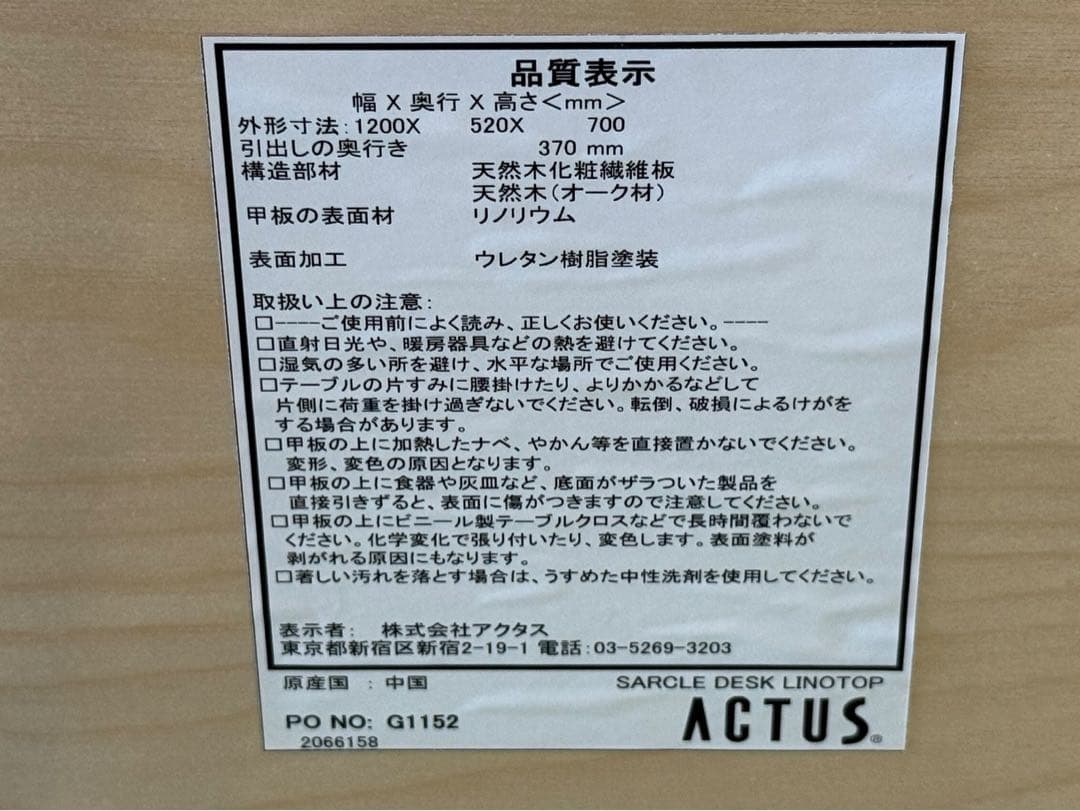 品質表示
幅 X 奥行 X 高さ<mm>
外形寸法:1200X 520X 700
引出しの奥行き 370 mm
構造部材 天然木化粧繊維板
天然木(オーク材)
甲板の表面材 リノリウム
表面加工 ウレタン樹脂塗装
取扱い上の注意:
□----ご使用前によく読み、正しくお使いください。----
□直射日光や、暖房器具などの熱を避けてください。
□湿気の多い所を避け、水平な場所でご使用ください。
□テーブルの片すみに腰掛けたり、よりかかるなどして
片側に荷重を掛け過ぎないでください。転倒、破損によるけがを
する場合があります。
□甲板の上に加熱したナベ、やかん等を直接置かないでください。
変形、変色の原因となります。
□甲板の上に食器や灰皿など、底面がザラついた製品を
直接引きずると、表面に傷がつきますので注意してください。
□甲板の上にビニール製テーブルクロスなどで長時間覆わないで
ください。化学変化で張り付いたり、変色します。表面塗料が
剥がれる原因にもなります。
□著しい汚れを落とす場合は、うすめた中性洗剤を使用してください。
表示者: 株式会社アクタス
東京都新宿区新宿2-19-1 電話:03-5269-3203
原産国 :中国 SARCLE DESK LINOTOP
PO NO: G1152 ACTUS®
2066158